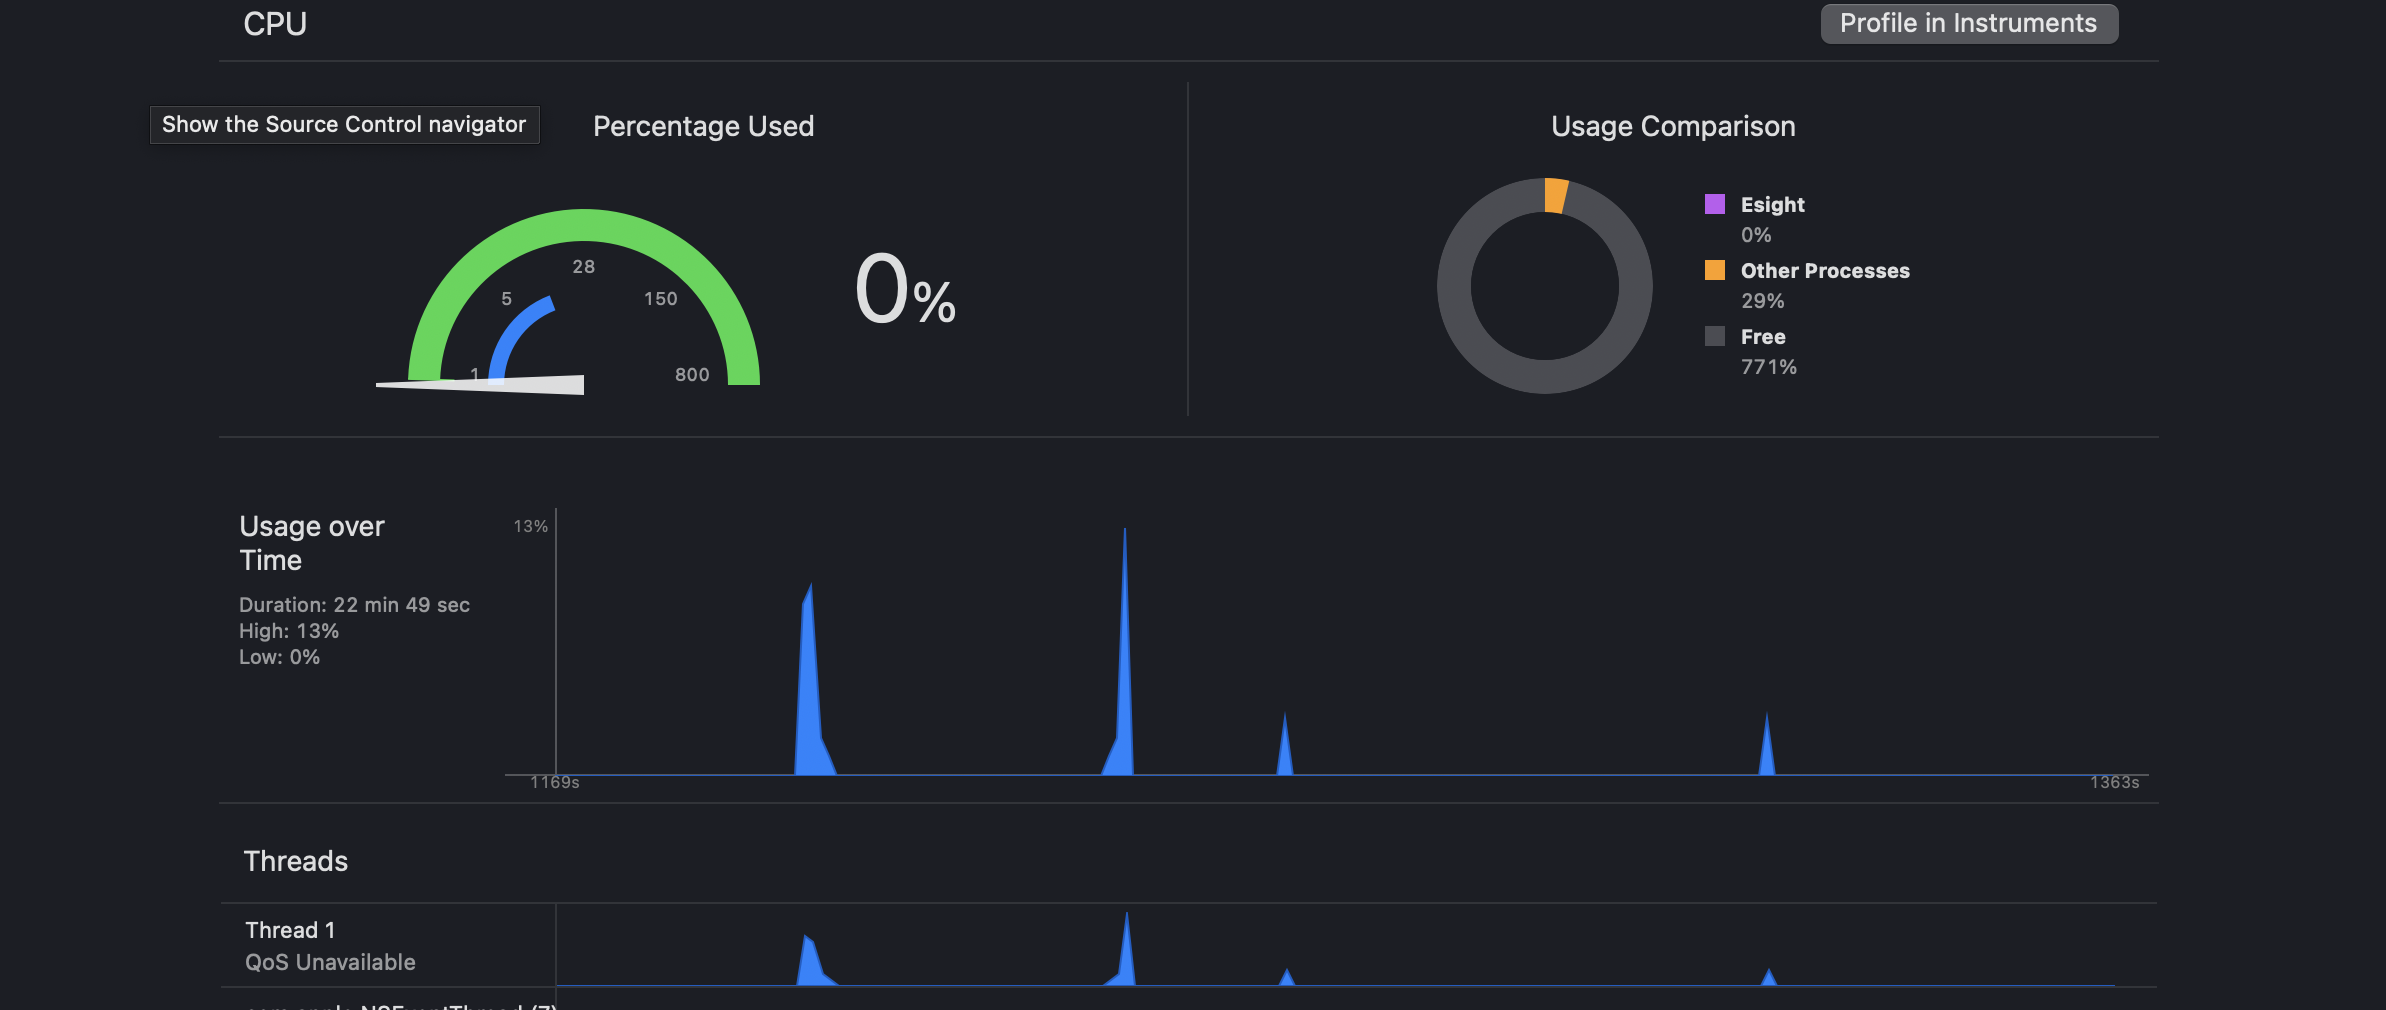 CPU
Profile in Instruments
Show the Source Control navigator
Percentage Used
Usage Comparison
28
5
150
1
800
0%
Esight
0%
Other Processes
29%
Free
771%
Usage over
Time
Duration: 22 min 49 sec
High: 13%
Low: 0%
13%
1169s
1363s
Threads
Thread 1
QoS Unavailable